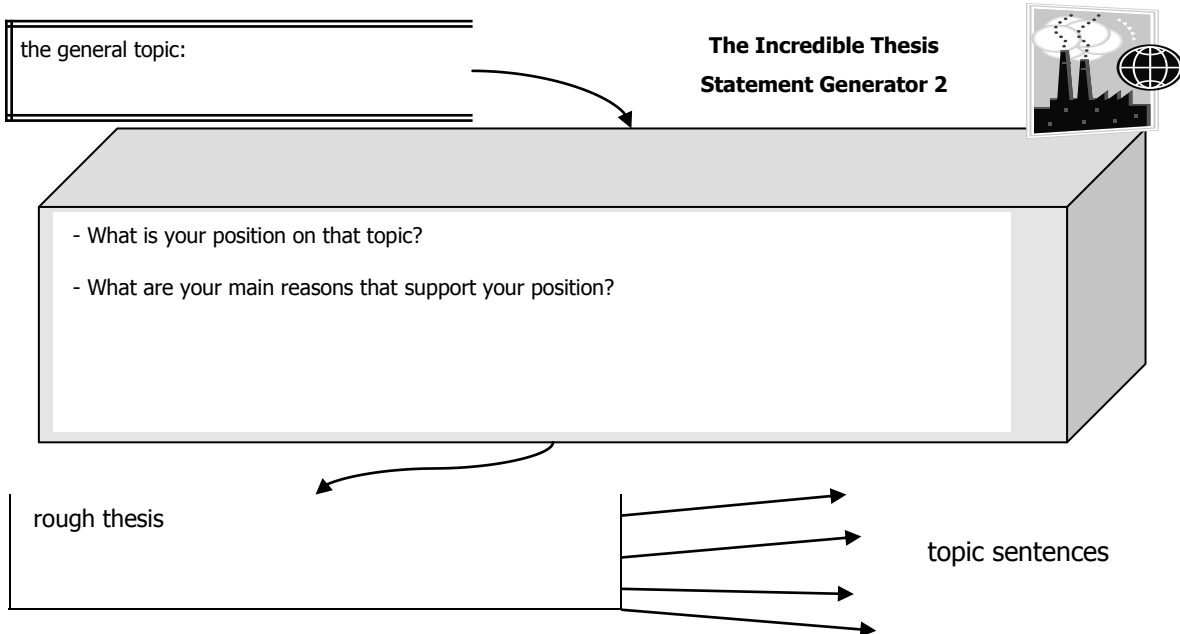 the general topic:
The Incredible Thesis
Statement Generator 2
- What is your position on that topic?
- What are your main reasons that support your position?
rough thesis
topic sentences